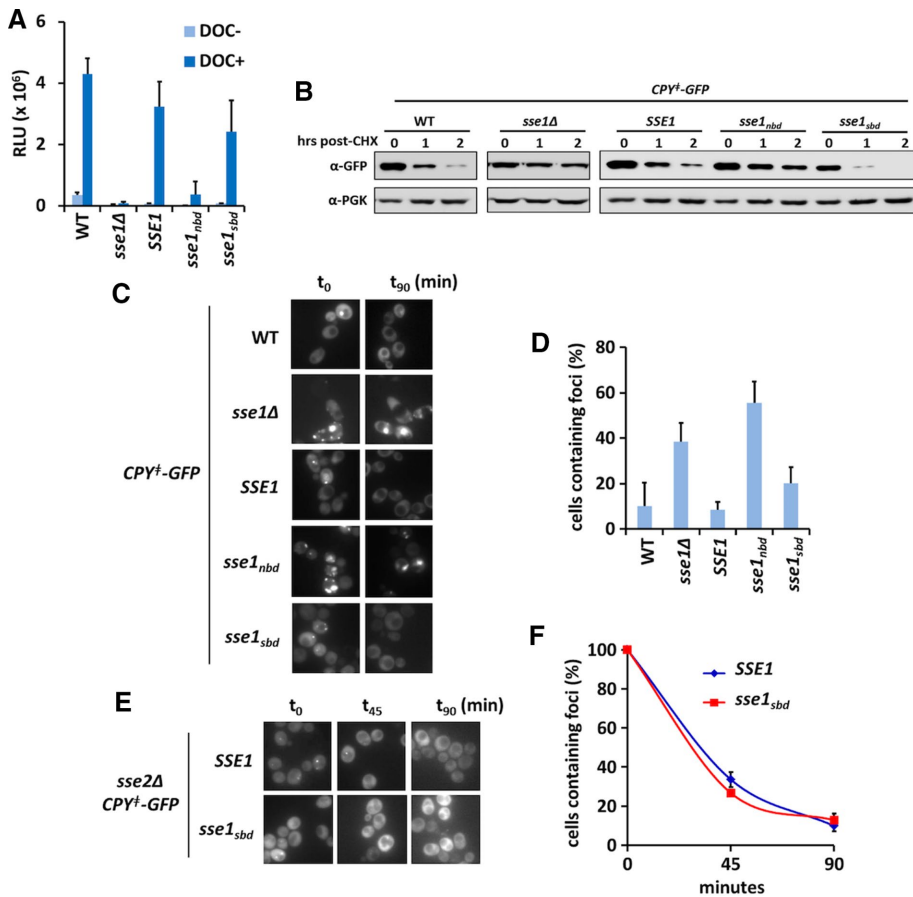 A
6
4
2
0
RLU (x 10⁶)
DOC-
DOC+
WT
sse1Δ
SSE1
sse1nbd
sse1sbd
B
CPY‡-GFP
WT sse1Δ SSE1 sse1nbd sse1sbd
hrs post-CHX 0 1 2 0 1 2 0 1 2 0 1 2 0 1 2
α-GFP
α-PGK
C
t0 t90 (min)
CPY‡-GFP
WT
sse1Δ
SSE1
sse1nbd
sse1sbd
D
80
60
40
20
0
cells containing foci (%)
WT
sse1Δ
SSE1
sse1nbd
sse1sbd
E
t0 t45 t90 (min)
sse2Δ
CPY‡-GFP
SSE1
sse1sbd
F
100
80
60
40
20
0
cells containing foci (%)
SSE1
sse1sbd
0 45 90
minutes